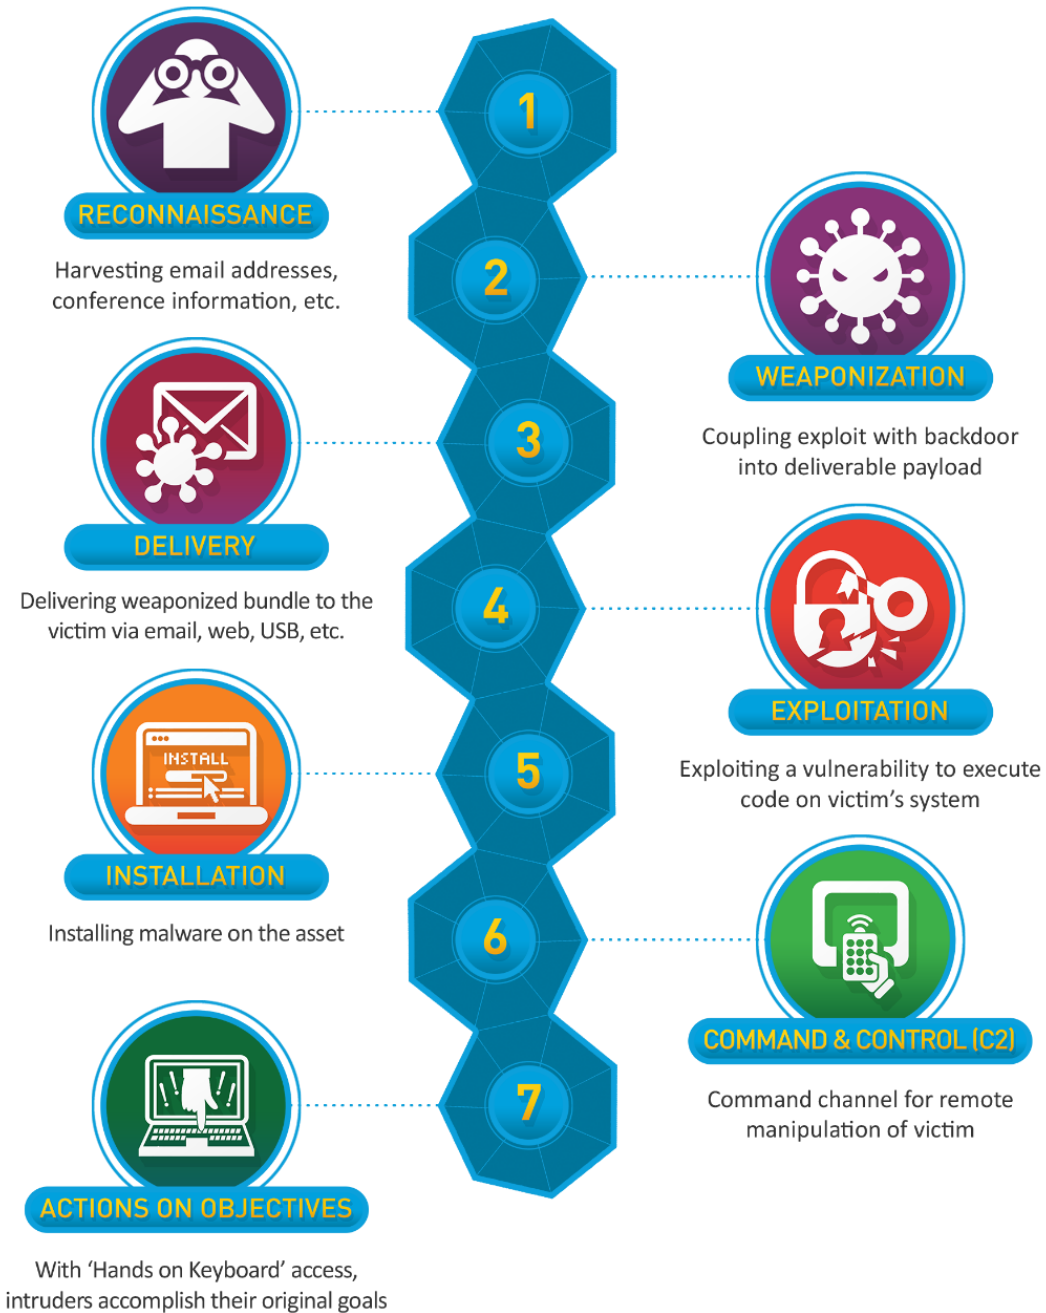 1
RECONNAISSANCE
Harvesting email addresses,
conference information, etc.
2
WEAPONIZATION
Coupling exploit with backdoor
into deliverable payload
3
DELIVERY
Delivering weaponized bundle to the
victim via email, web, USB, etc.
4
EXPLOITATION
Exploiting a vulnerability to execute
code on victim’s system
5
INSTALL
INSTALLATION
Installing malware on the asset
6
COMMAND & CONTROL (C2)
Command channel for remote
manipulation of victim
7
ACTIONS ON OBJECTIVES
With ‘Hands on Keyboard’ access,
intruders accomplish their original goals